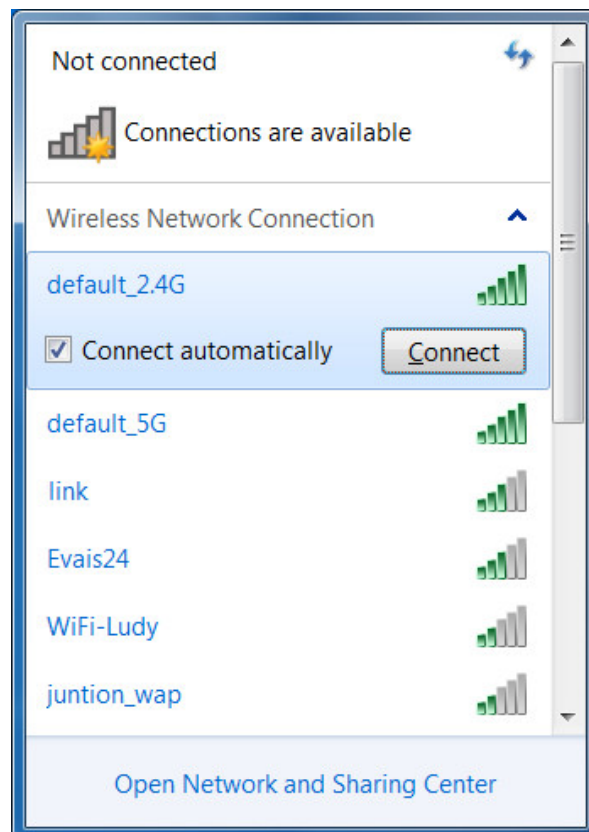 Not connected
Connections are available
Wireless Network Connection
default_2.4G
Connect automatically Connect
default_5G
link
Evais24
WiFi-Ludy
juntion_wap
Open Network and Sharing Center